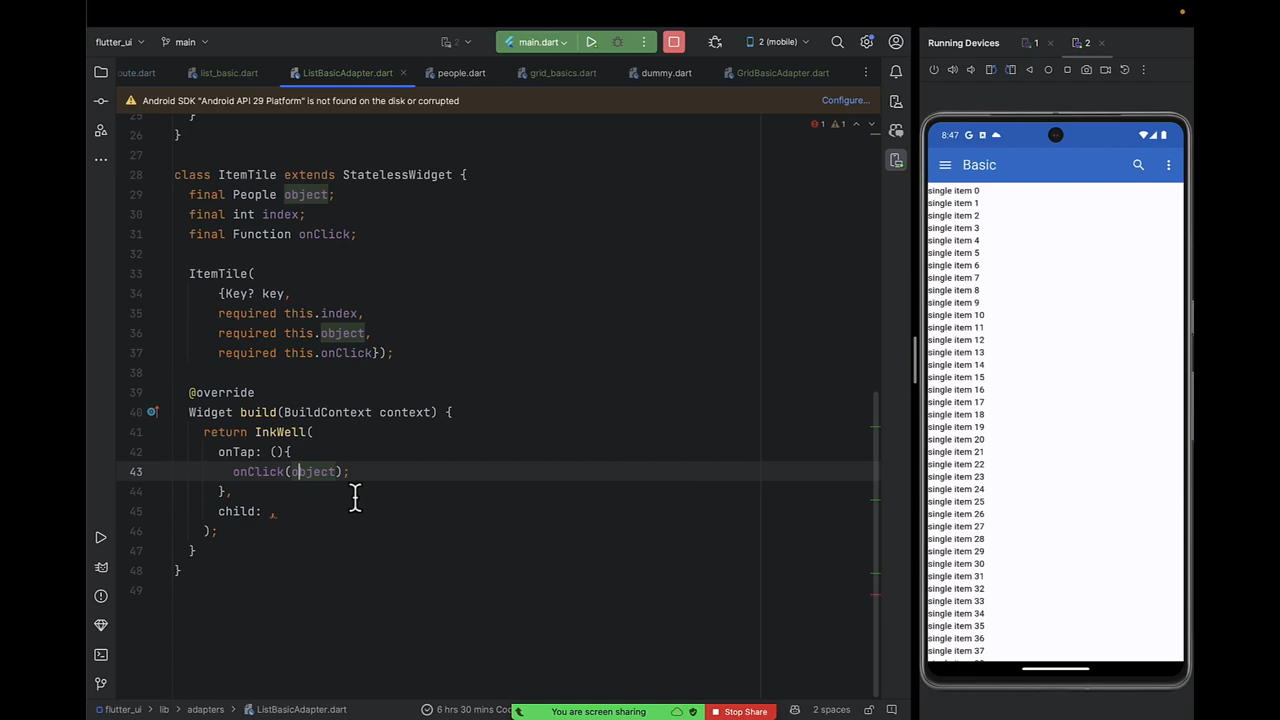 flutter_ui
main
2
main.dart
2 (mobile)
Running Devices
1
2
oute.dart
list_basic.dart
ListBasicAdapter.dart
people.dart
grid_basics.dart
dummy.dart
GridBasicAdapter.dart
Android SDK "Android API 29 Platform" is not found on the disk or corrupted
Configure...
1
1
25 }
26 }
27
28 class ItemTile extends StatelessWidget {
29 final People object;
30 final int index;
31 final Function onClick;
32
33 ItemTile(
34 {Key? key,
35 required this.index,
36 required this.object,
37 required this.onClick});
38
39 @override
40 Widget build(BuildContext context) {
41 return InkWell(
42 onTap: (){
43 onClick(object);
44 },
45 child: ,
46 );
47 }
48 }
49
8:47
G
Basic
single item 0
single item 1
single item 2
single item 3
single item 4
single item 5
single item 6
single item 7
single item 8
single item 9
single item 10
single item 11
single item 12
single item 13
single item 14
single item 15
single item 16
single item 17
single item 18
single item 19
single item 20
single item 21
single item 22
single item 23
single item 24
single item 25
single item 26
single item 27
single item 28
single item 29
single item 30
single item 31
single item 32
single item 33
single item 34
single item 35
single item 36
single item 37
flutter_ui
lib
adapters
ListBasicAdapter.dart
6 hrs 30 mins
You are screen sharing
Stop Share
2 spaces